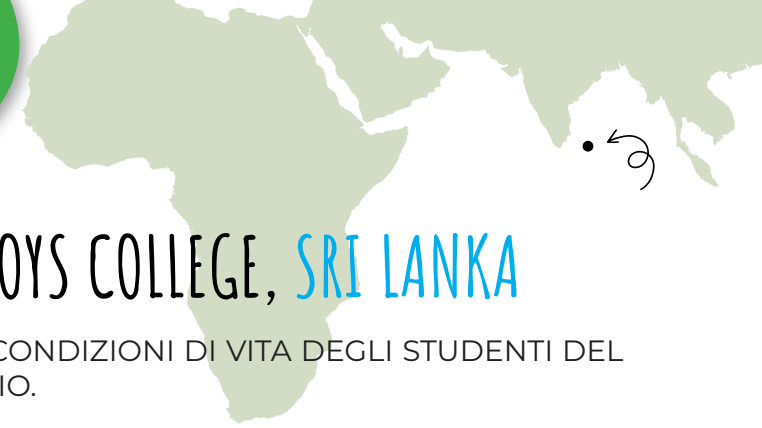 OYS COLLEGE, SRI LANKA
CONDIZIONI DI VITA DEGLI STUDENTI DEL
IO.